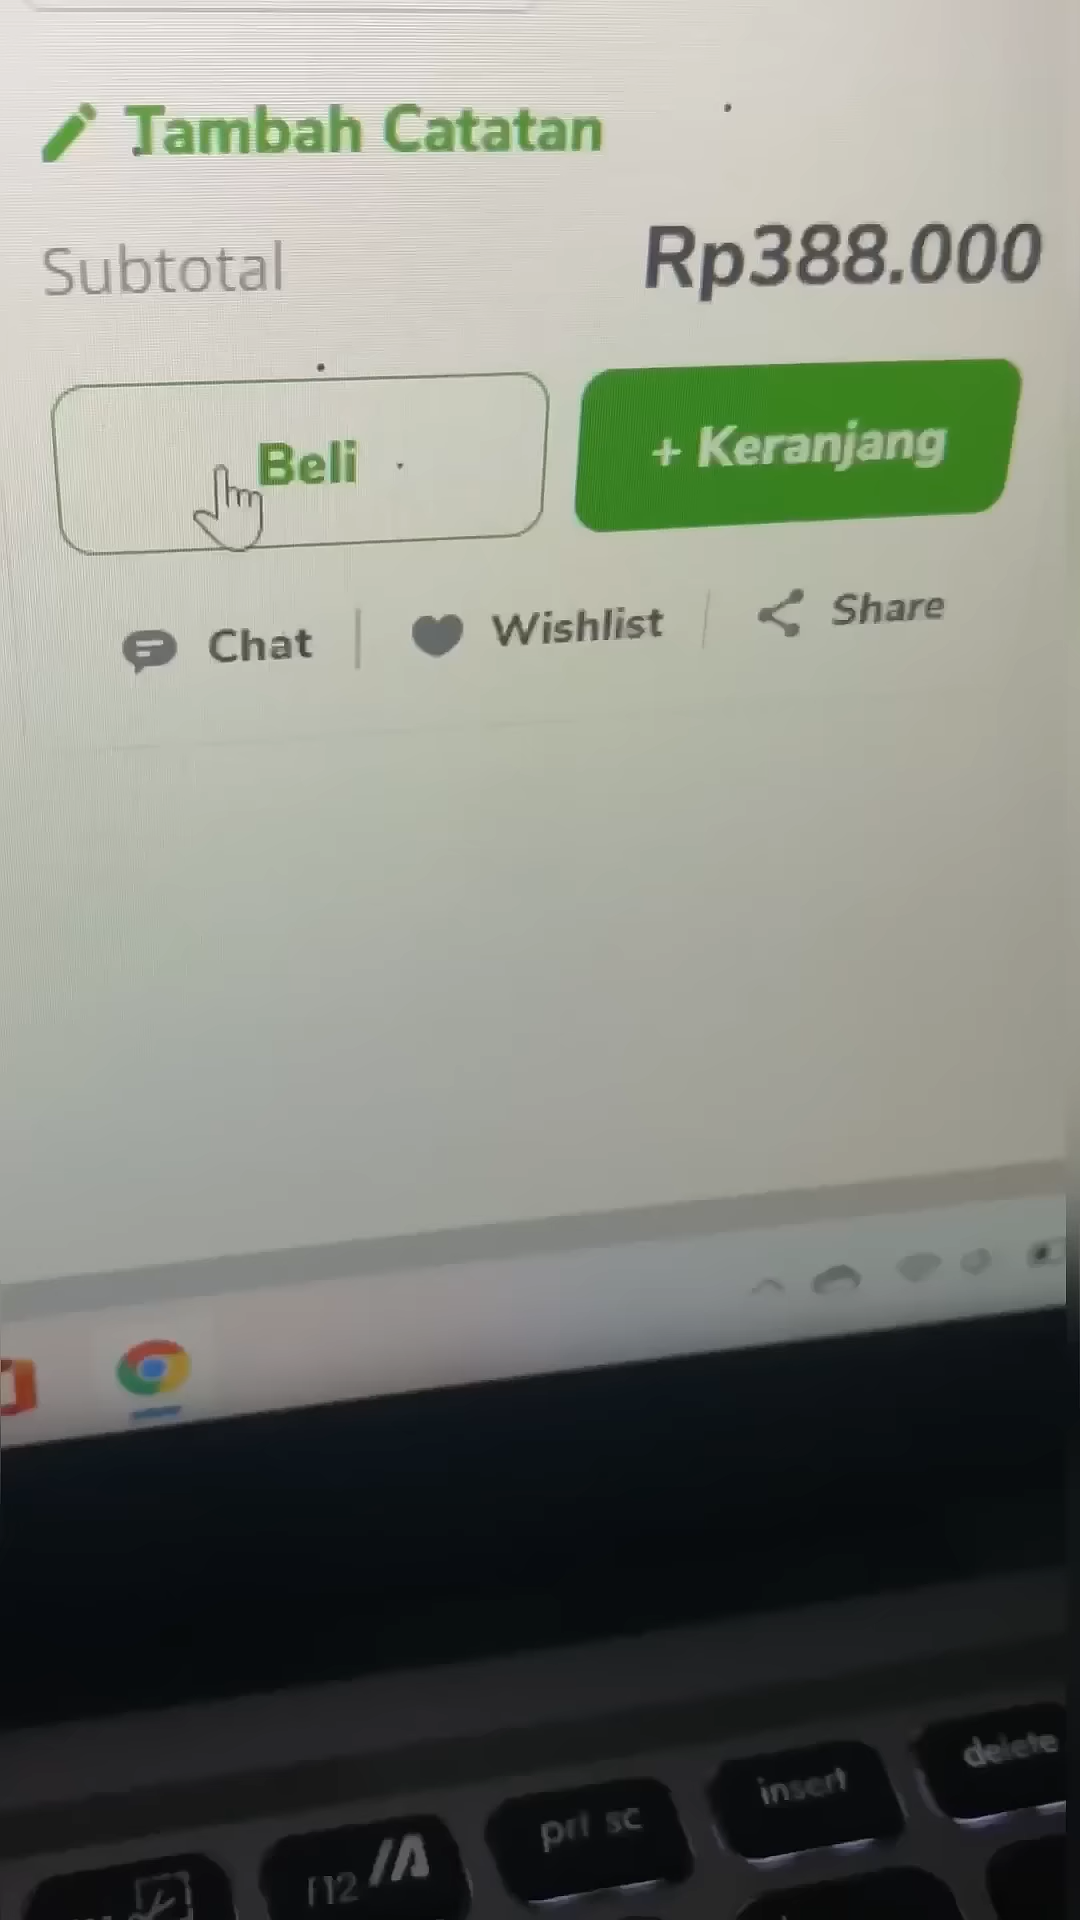 Tambah Catatan
Subtotal Rp388.000
Beli + Keranjang
Chat Wishlist Share
f12 prt sc insert delete